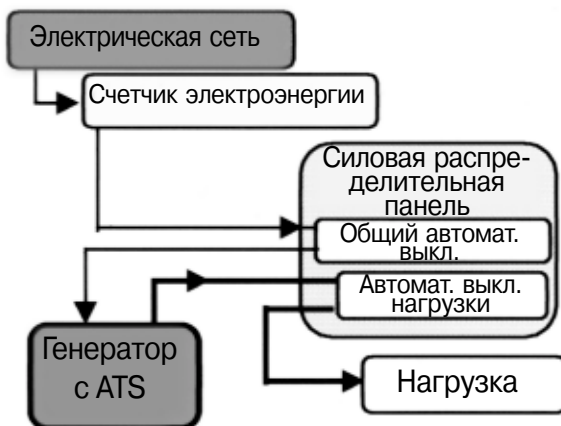 Электрическая сеть
Счетчик электроэнергии
Силовая распре-
делительная
панель
Общий автомат.
выкл.
Автомат. выкл.
нагрузки
Генератор
с ATS
Нагрузка